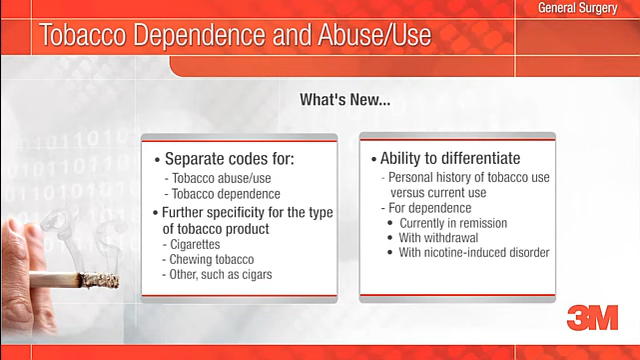 General Surgery
Tobacco Dependence and Abuse/Use
What's New...
• Separate codes for:
- Tobacco abuse/use
- Tobacco dependence
• Further specificity for the type
of tobacco product
- Cigarettes
- Chewing tobacco
- Other, such as cigars
• Ability to differentiate
- Personal history of tobacco use
versus current use
- For dependence
• Currently in remission
• With withdrawal
• With nicotine-induced disorder
3M